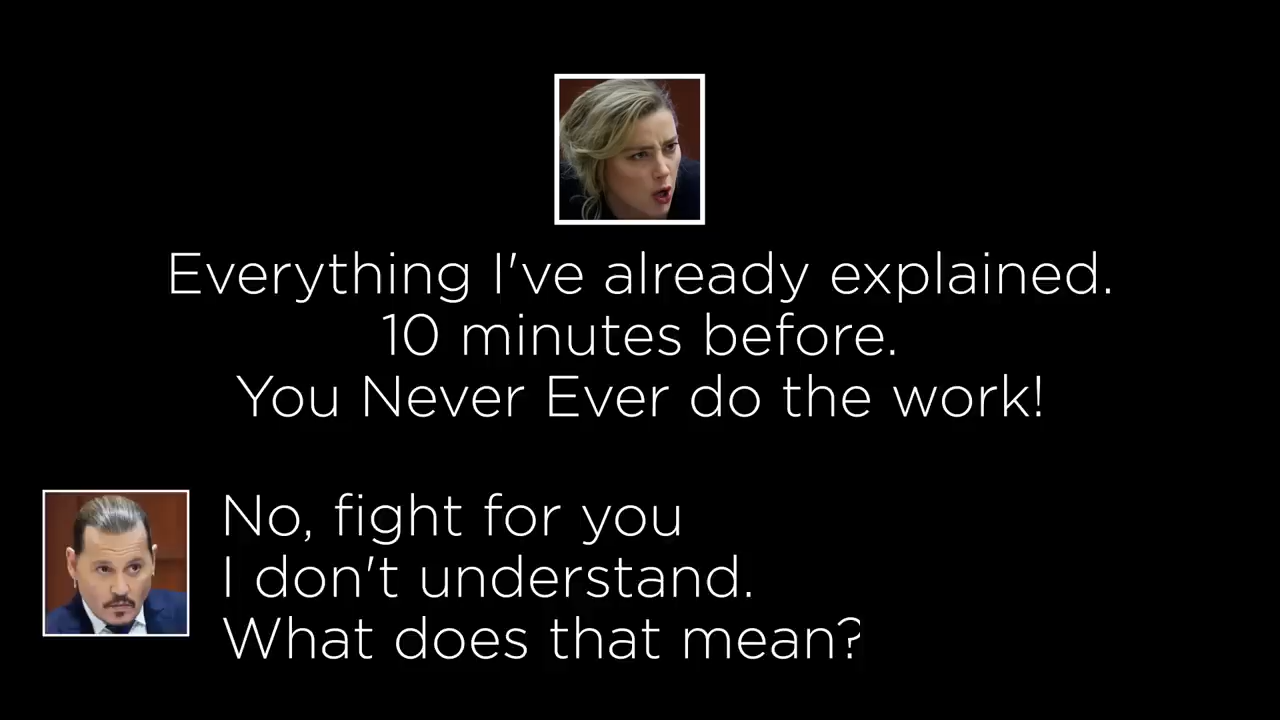 Everything I've already explained.
10 minutes before.
You Never Ever do the work!
No, fight for you
I don't understand.
What does that mean?